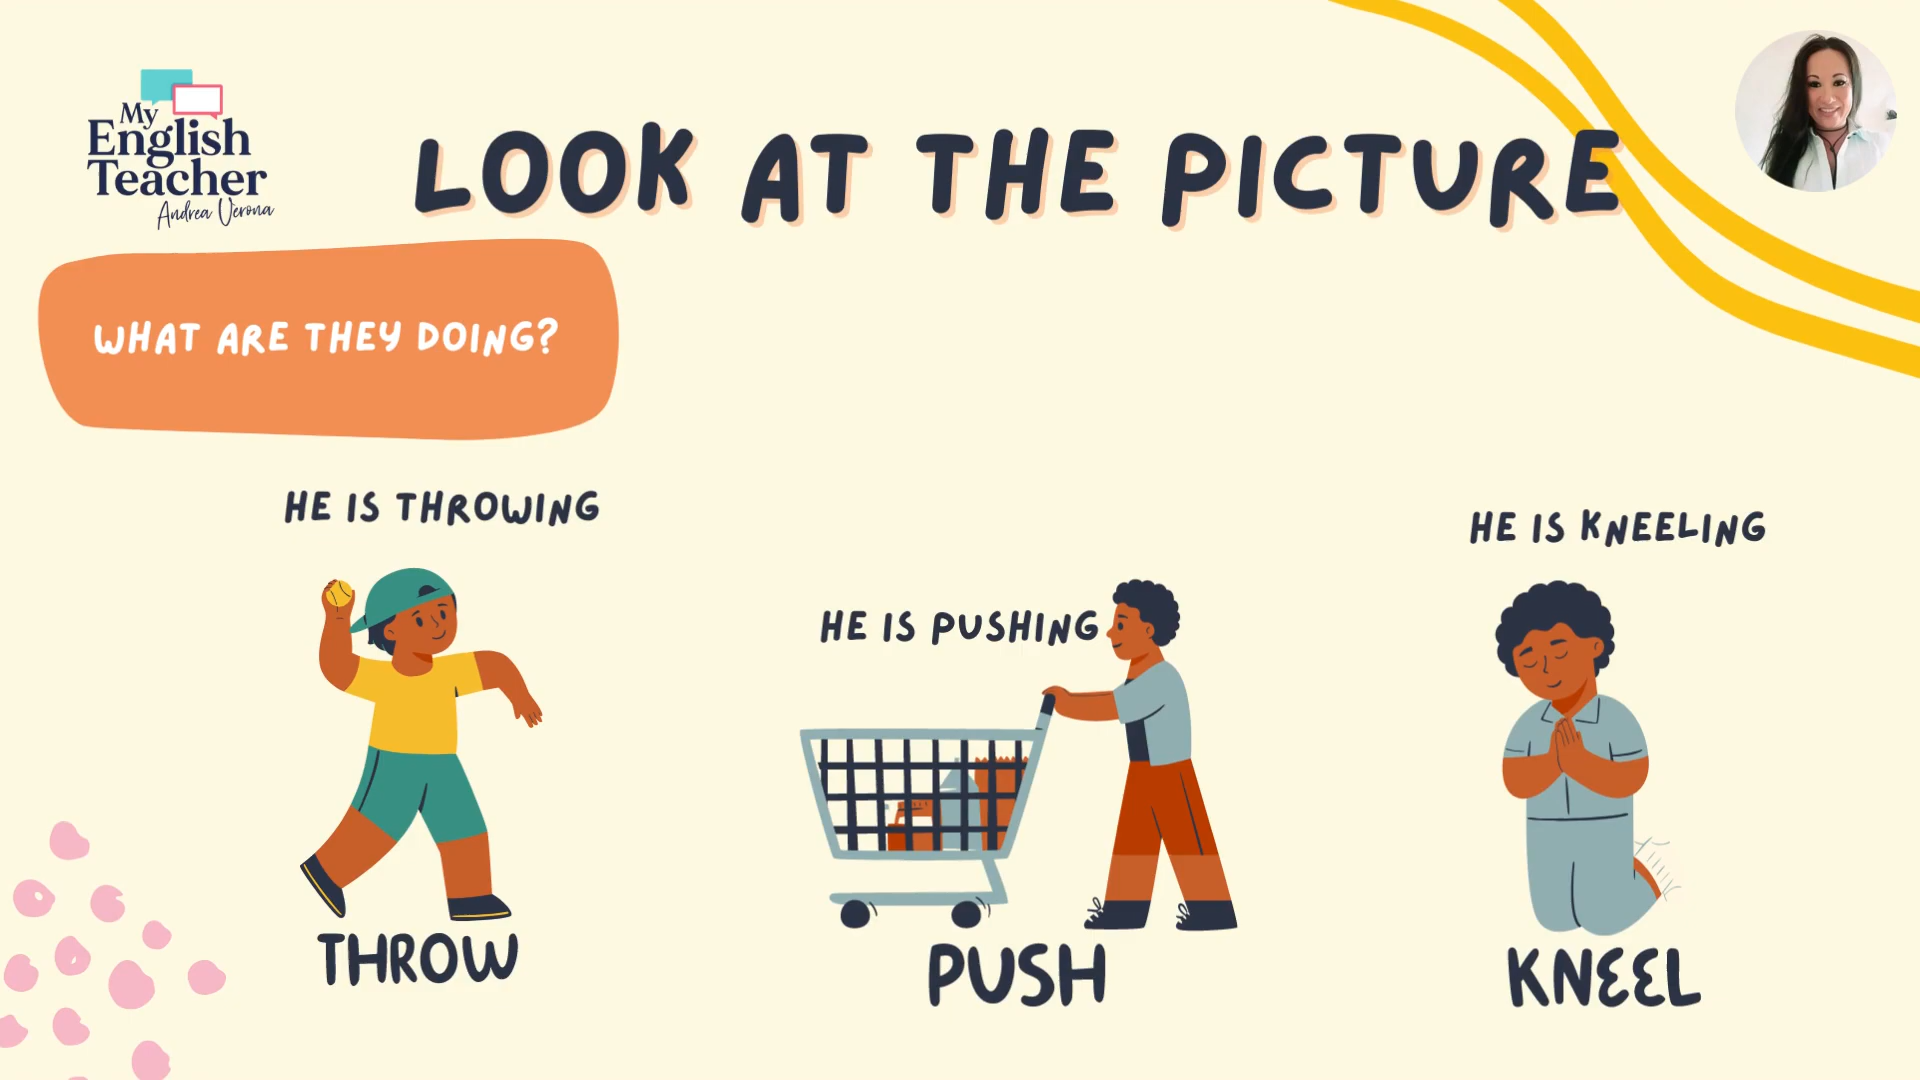 My
English
Teacher
Andrea Verona
LOOK AT THE PICTURE
WHAT ARE THEY DOING?
HE IS THROWING
HE IS PUSHING
HE IS KNEELING
THROW
PUSH
KNEEL